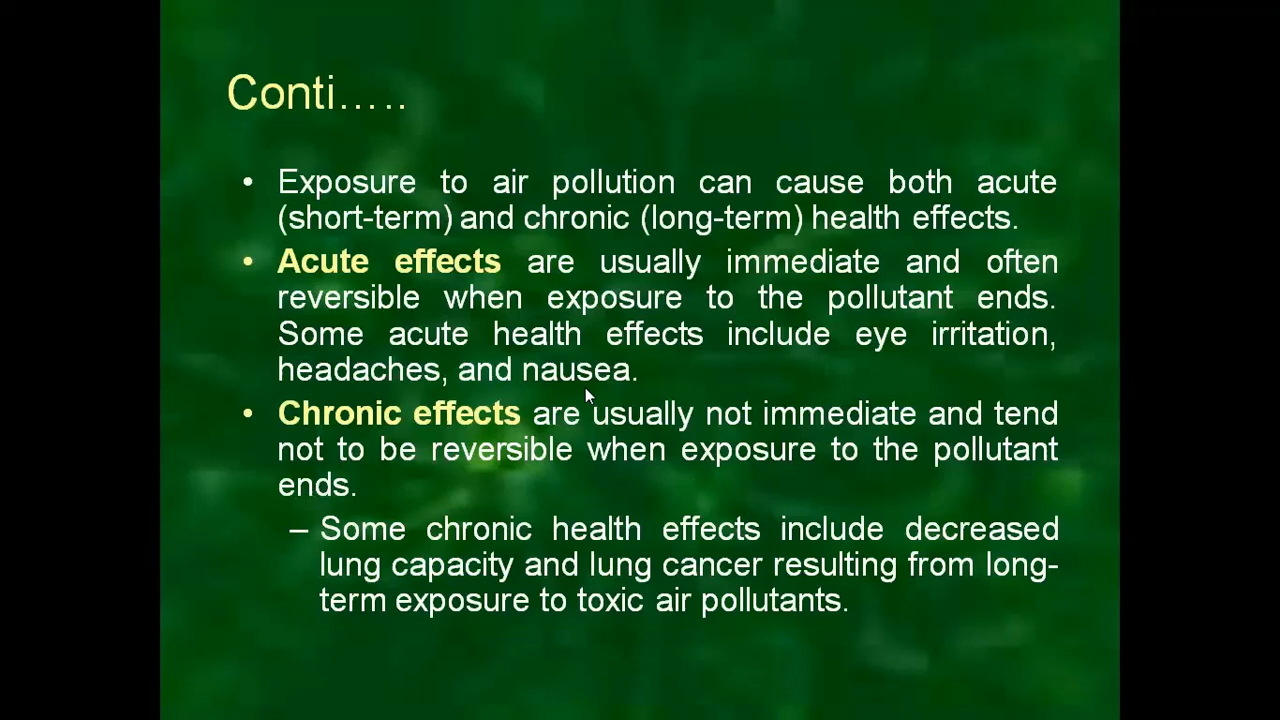 Conti…..
• Exposure to air pollution can cause both acute
(short-term) and chronic (long-term) health effects.
• Acute effects are usually immediate and often
reversible when exposure to the pollutant ends.
Some acute health effects include eye irritation,
headaches, and nausea.
• Chronic effects are usually not immediate and tend
not to be reversible when exposure to the pollutant
ends.
– Some chronic health effects include decreased
lung capacity and lung cancer resulting from long-
term exposure to toxic air pollutants.